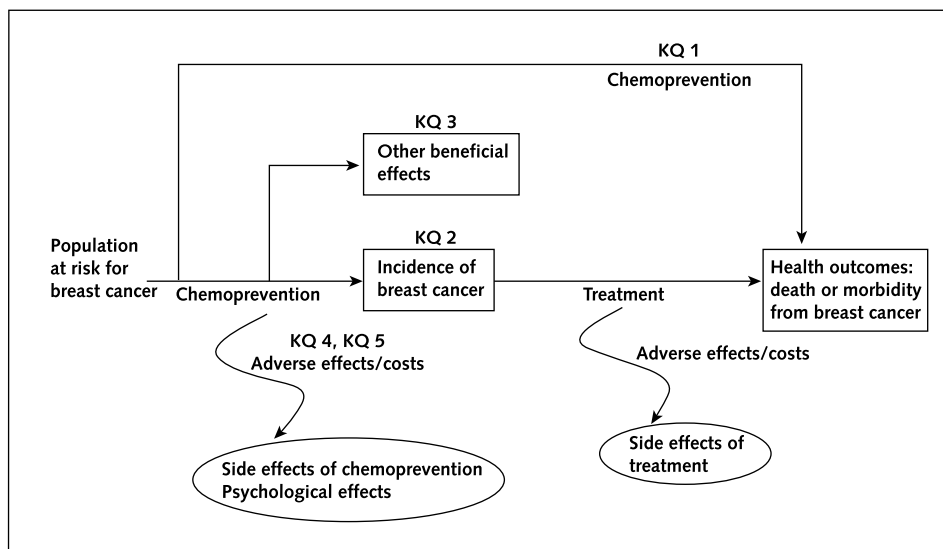 KQ 1
Chemoprevention
KQ 3
Other beneficial
effects
Population
at risk for
breast cancer
Chemoprevention
KQ 2
Incidence of
breast cancer
Treatment
Health outcomes:
death or morbidity
from breast cancer
KQ 4, KQ 5
Adverse effects/costs
Adverse effects/costs
Side effects of chemoprevention
Psychological effects
Side effects of
treatment